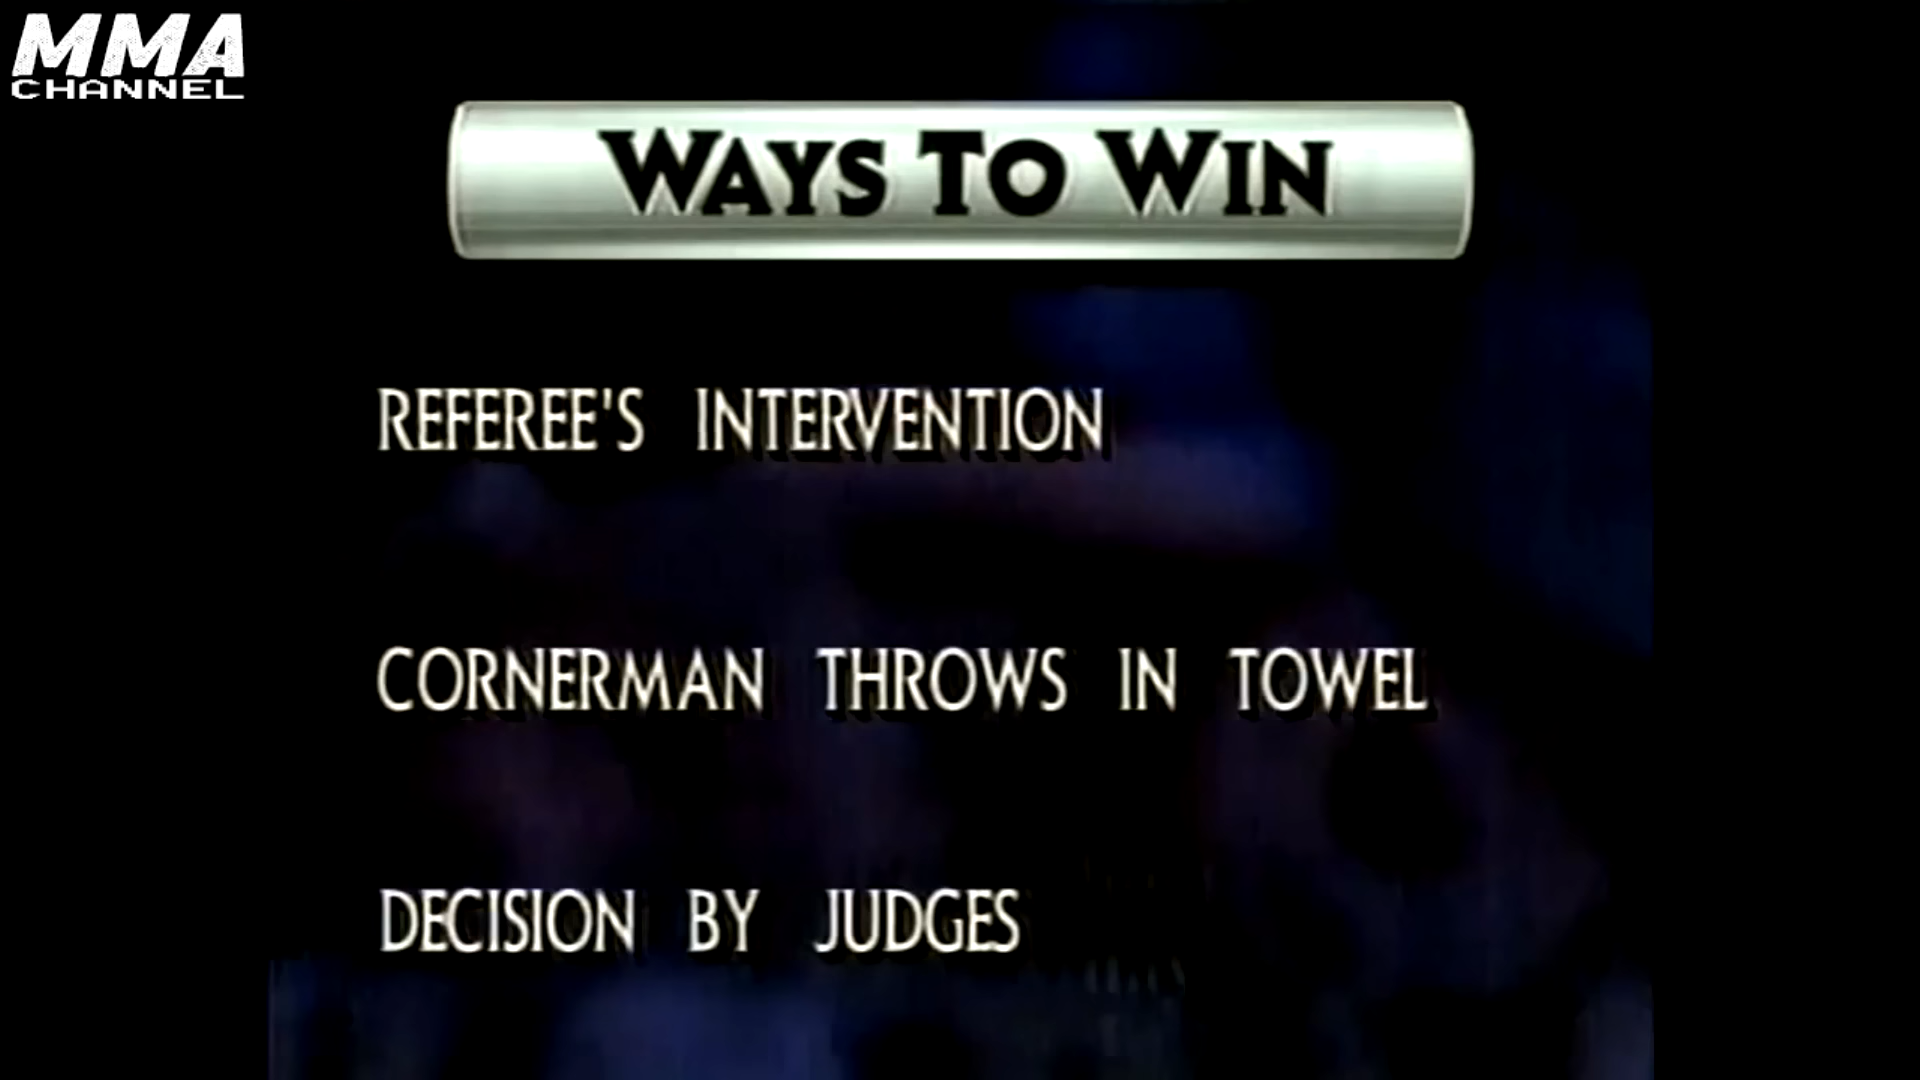 MMA
CHANNEL
WAYS TO WIN
REFEREE'S INTERVENTION
CORNERMAN THROWS IN TOWEL
DECISION BY JUDGES